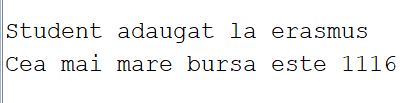 Student adaugat la erasmus
Cea mai mare bursa este 1116